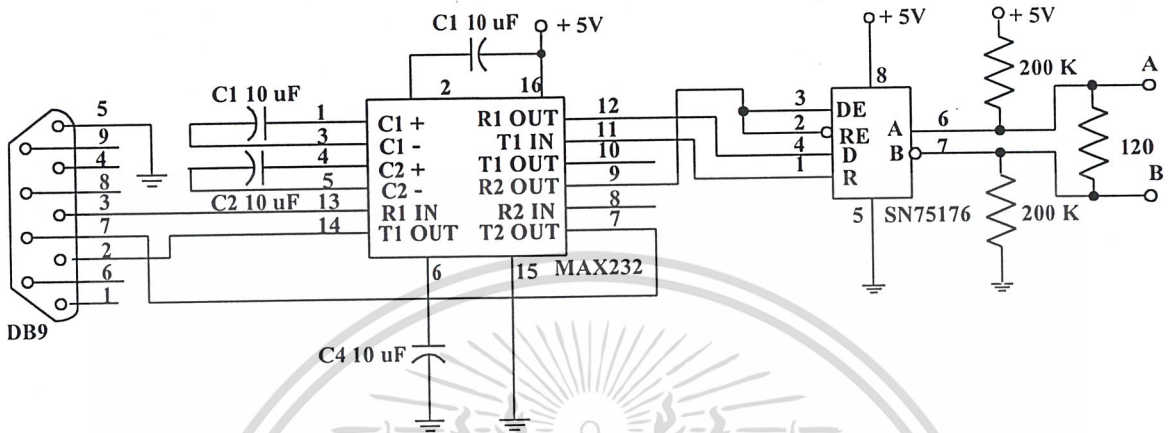 C1 10 uF
+ 5V
2
16
C1 10 uF
1
3
4
5
C2 10 uF
13
14
C1 +
C1 -
C2 +
C2 -
R1 IN
T1 OUT
R1 OUT
T1 IN
T1 OUT
R2 OUT
R2 IN
T2 OUT
12
11
10
9
8
7
6
15
MAX232
C4 10 uF
5
9
4
8
3
7
2
6
1
DB9
+ 5V
8
3
2
4
1
DE
RE
D
R
A
B
6
7
5
SN75176
+ 5V
200 K
200 K
120
A
B